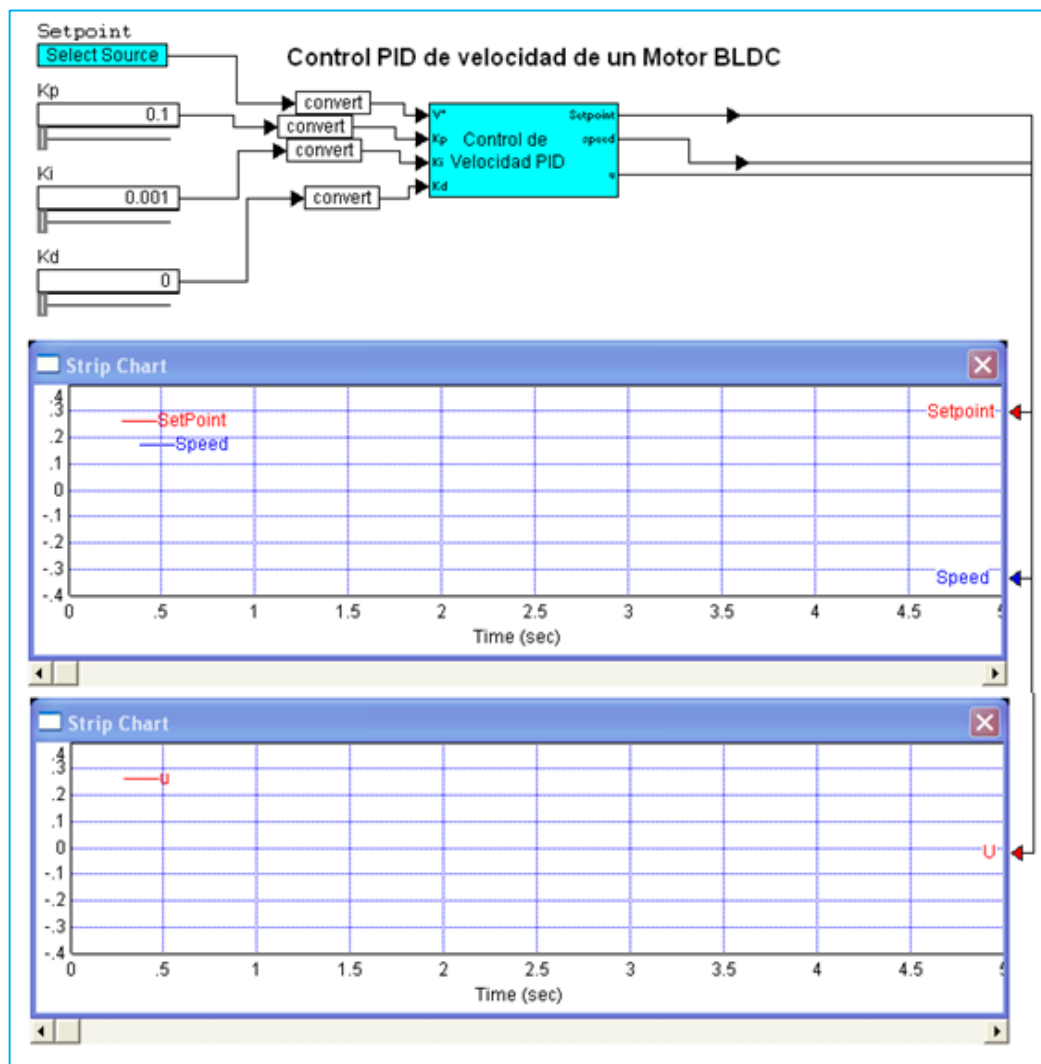 Setpoint
Select Source
Control PID de velocidad de un Motor BLDC
Kp
0.1
Ki
0.001
Kd
0
convert
convert
convert
convert
V*
Kp
Ki
Kd
Control de
Velocidad PID
Setpoint
speed
u
Strip Chart
.4
.3
.2
.1
0
-.1
-.2
-.3
-.4
SetPoint
Speed
Setpoint
Speed
0 .5 1 1.5 2 2.5 3 3.5 4 4.5 5
Time (sec)
Strip Chart
.4
.3
.2
.1
0
-.1
-.2
-.3
-.4
u
U
0 .5 1 1.5 2 2.5 3 3.5 4 4.5 5
Time (sec)